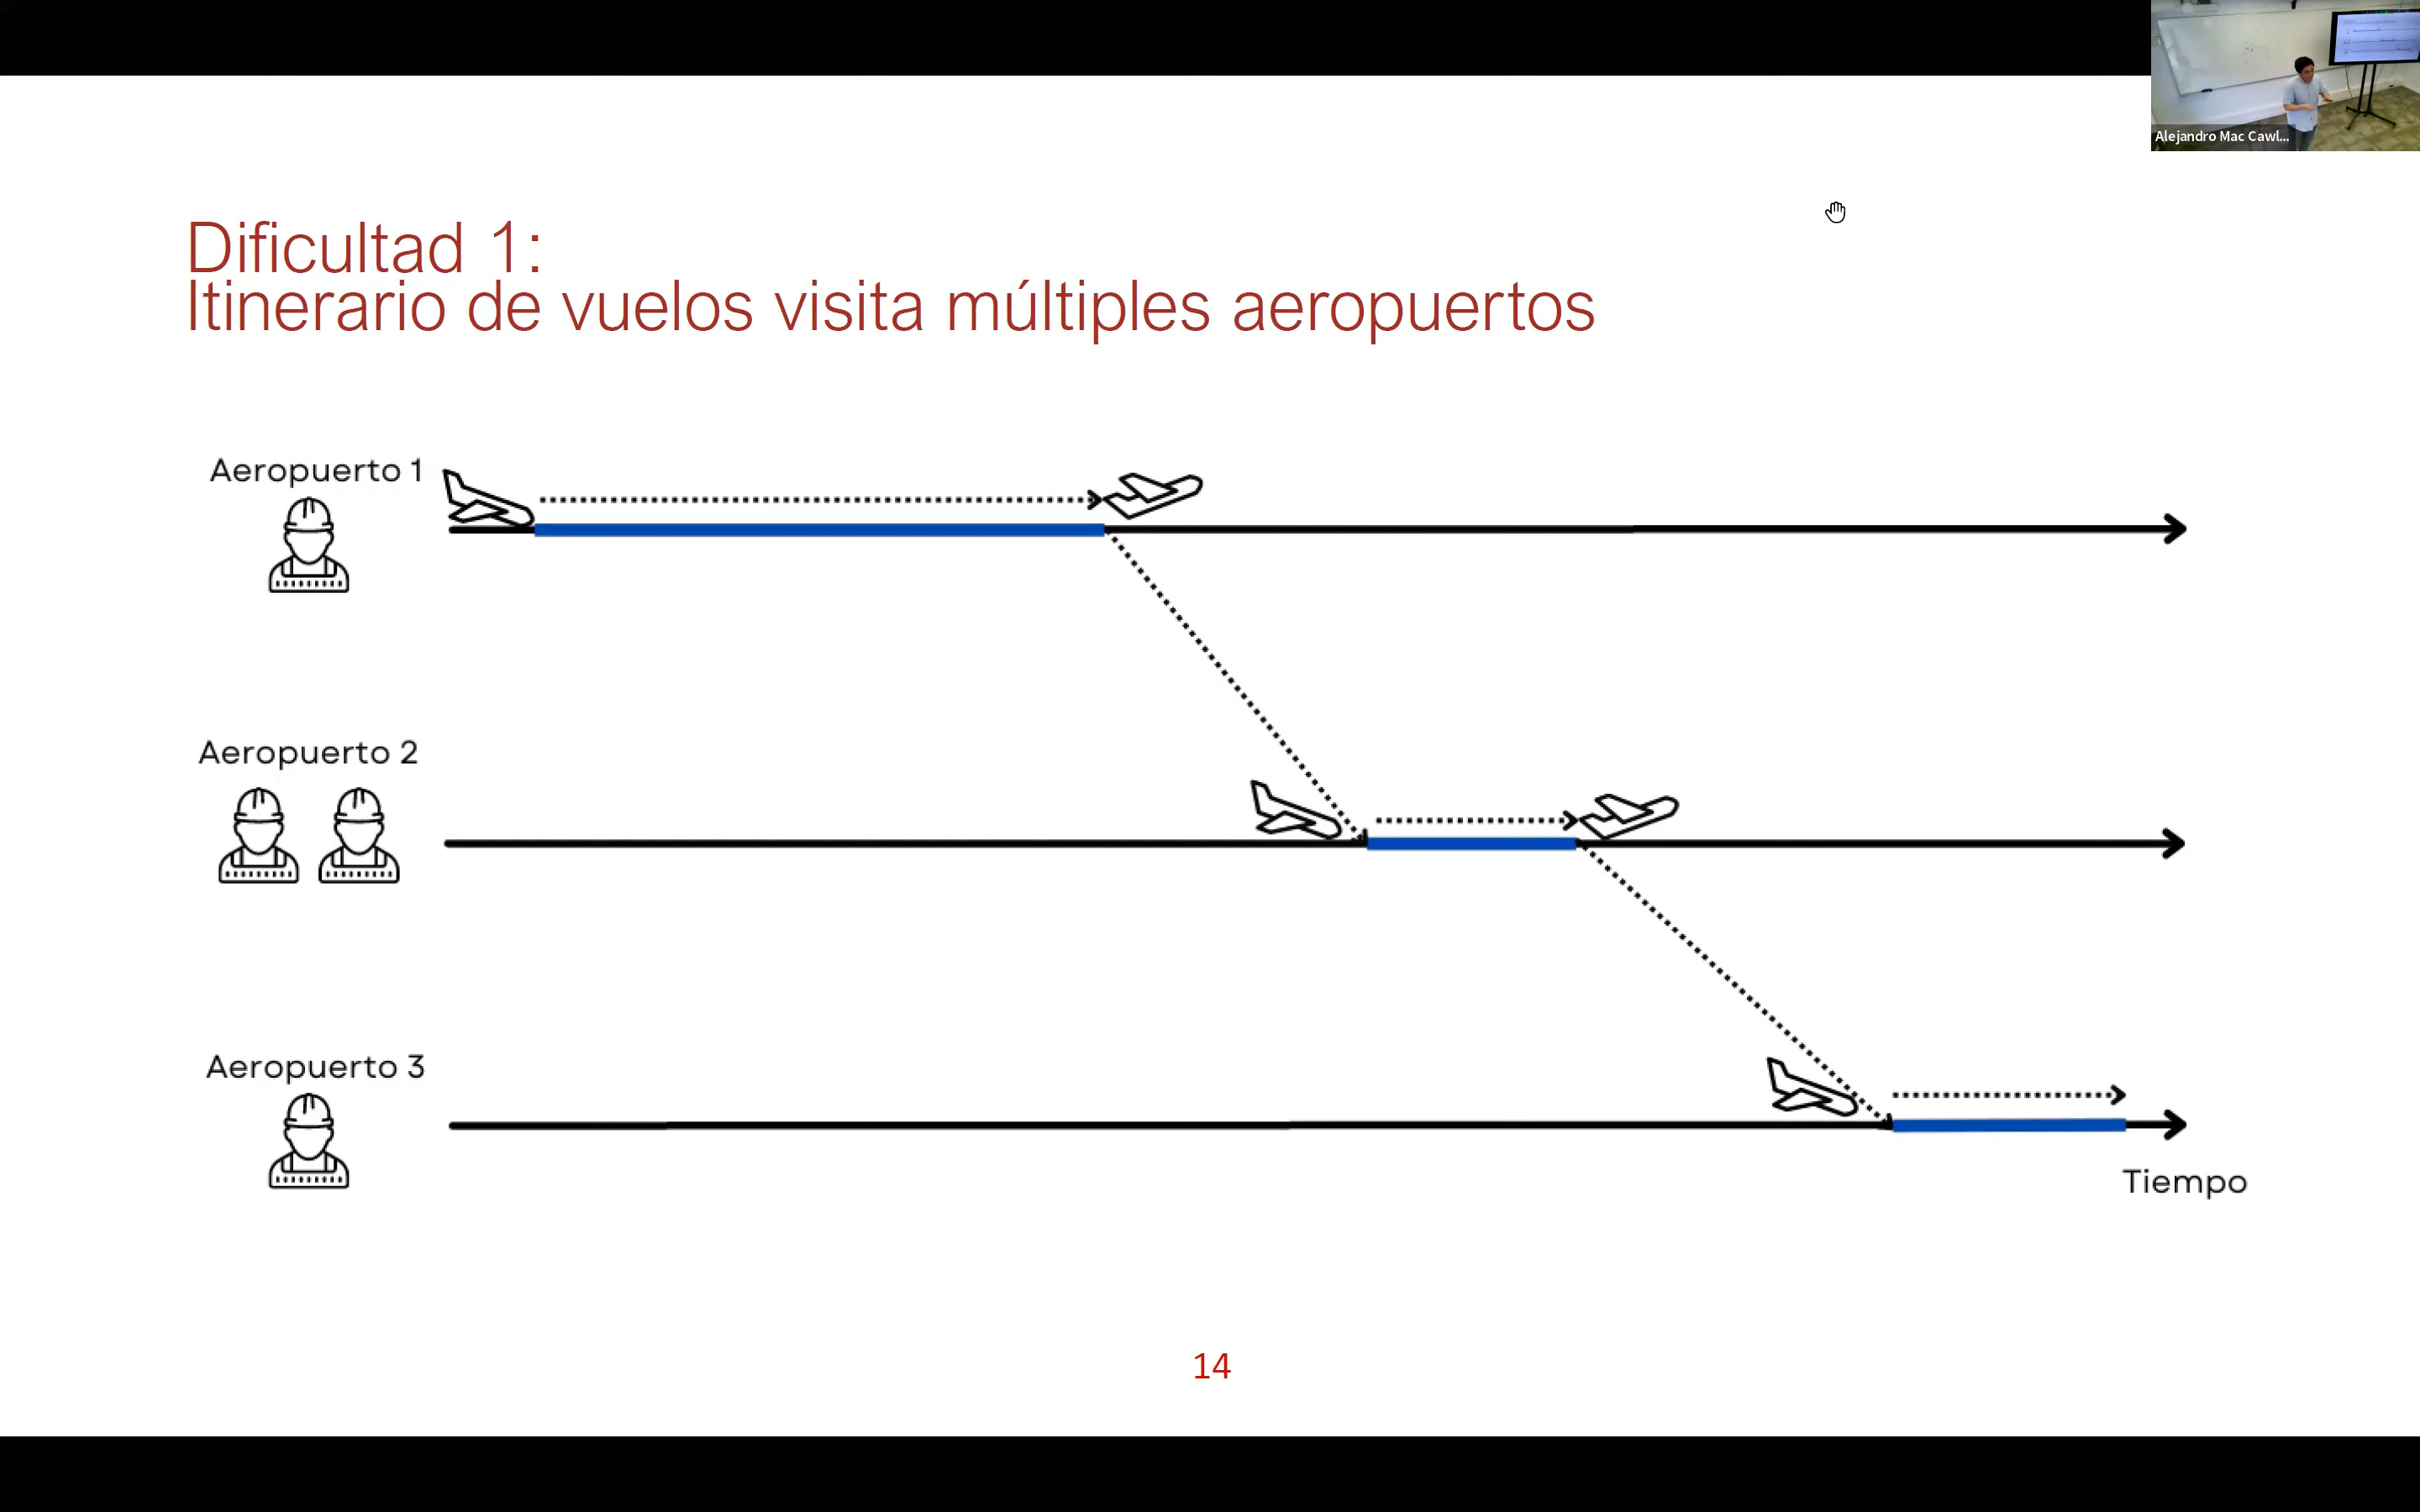 Alejandro Mac Cawl...
Dificultad 1:
Itinerario de vuelos visita múltiples aeropuertos
Aeropuerto 1
Aeropuerto 2
Aeropuerto 3
Tiempo
14